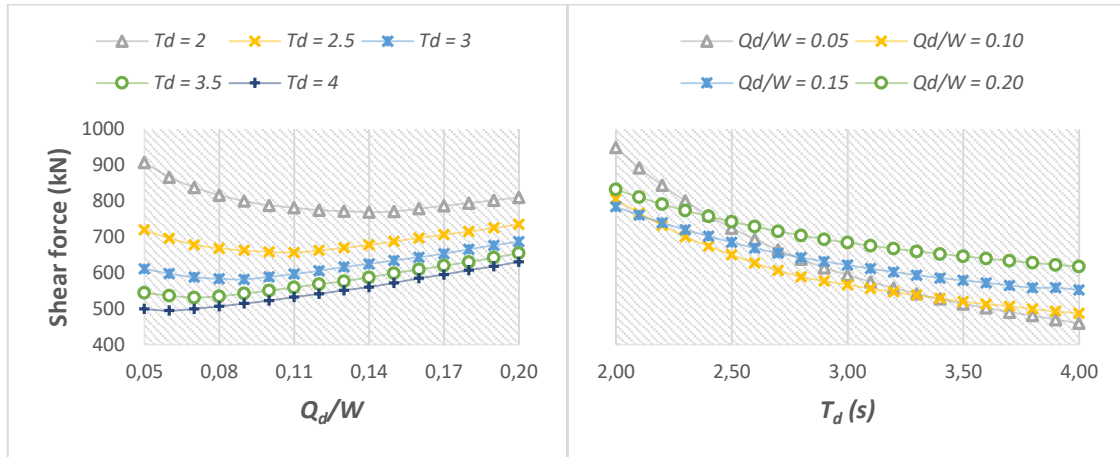 Td = 2 Td = 2.5 Td = 3
Td = 3.5 Td = 4
Shear force (kN)
1000
900
800
700
600
500
400
0,05 0,08 0,11 0,14 0,17 0,20
Qd/W
Qd/W = 0.05 Qd/W = 0.10
Qd/W = 0.15 Qd/W = 0.20
2,00 2,50 3,00 3,50 4,00
Td (s)